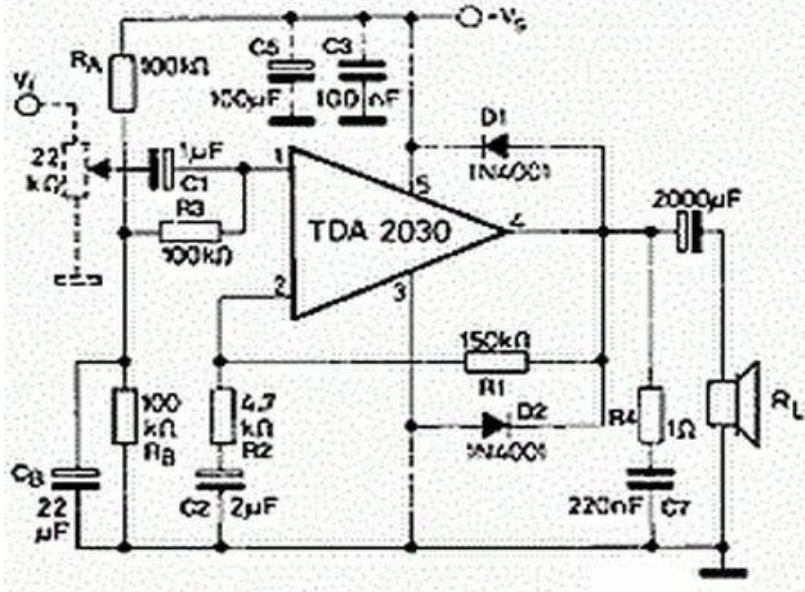 -Vs
RA 100kΩ
C5
100µF
C3
100 nF
Vi
22
kΩ
1µF
C1
R3
100kΩ
1
2
TDA 2030
5
3
4
D1
1N4001
2000µF
150kΩ
R1
D2
1N4001
R4
1Ω
RL
100
kΩ
RB
4,7
kΩ
R2
CB
22
µF
C2 2µF
220nF C7